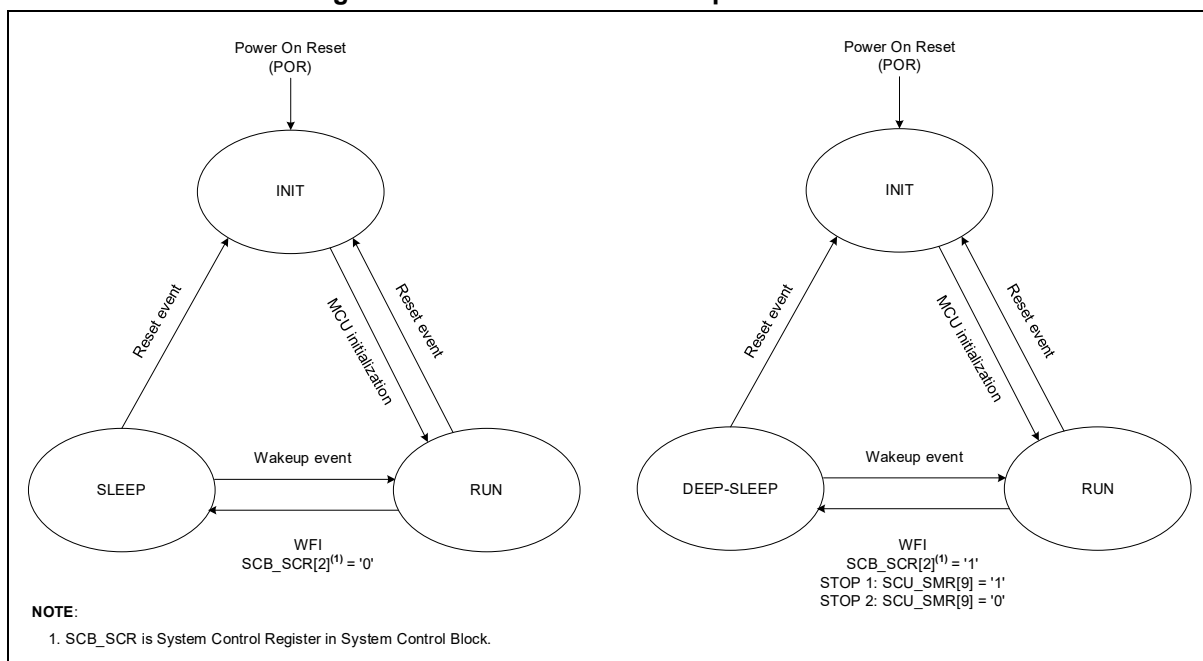 Power On Reset
(POR)
INIT
Reset event
MCU initialization
Reset event
SLEEP
Wakeup event
RUN
WFI
SCB_SCR[2](1) = '0'
Power On Reset
(POR)
INIT
Reset event
MCU initialization
Reset event
DEEP-SLEEP
Wakeup event
RUN
WFI
SCB_SCR[2](1) = '1'
STOP 1: SCU_SMR[9] = '1'
STOP 2: SCU_SMR[9] = '0'
NOTE:
1. SCB_SCR is System Control Register in System Control Block.